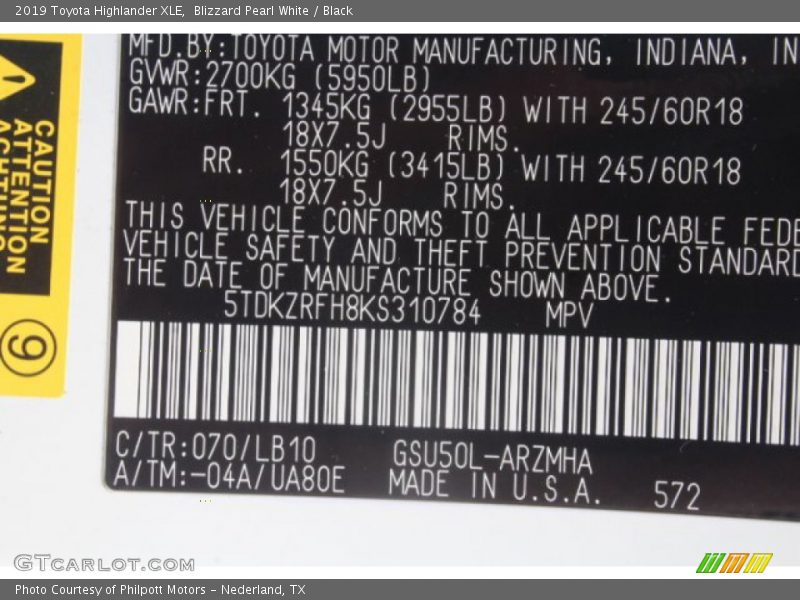 2019 Toyota Highlander XLE,  Blizzard Pearl White / Black
MFD.BY:TOYOTA MOTOR MANUFACTURING, INDIANA, IN
GVWR:2700KG (5950LB)
GAWR:FRT. 1345KG (2955LB) WITH 245/60R18
18X7.5J RIMS.
RR. 1550KG (3415LB) WITH 245/60R18
18X7.5J RIMS.
THIS VEHICLE CONFORMS TO ALL APPLICABLE FEDE
VEHICLE SAFETY AND THEFT PREVENTION STANDARD
THE DATE OF MANUFACTURE SHOWN ABOVE.
5TDKZRFH8KS310784 MPV
C/TR:070/LB10 GSU50L-ARZMHA
A/TM:-04A/UA80E MADE IN U.S.A. 572
CAUTION
ATTENTION
ACHTUNG
9
GTCARLOT.COM
Photo Courtesy of Philpott Motors - Nederland, TX